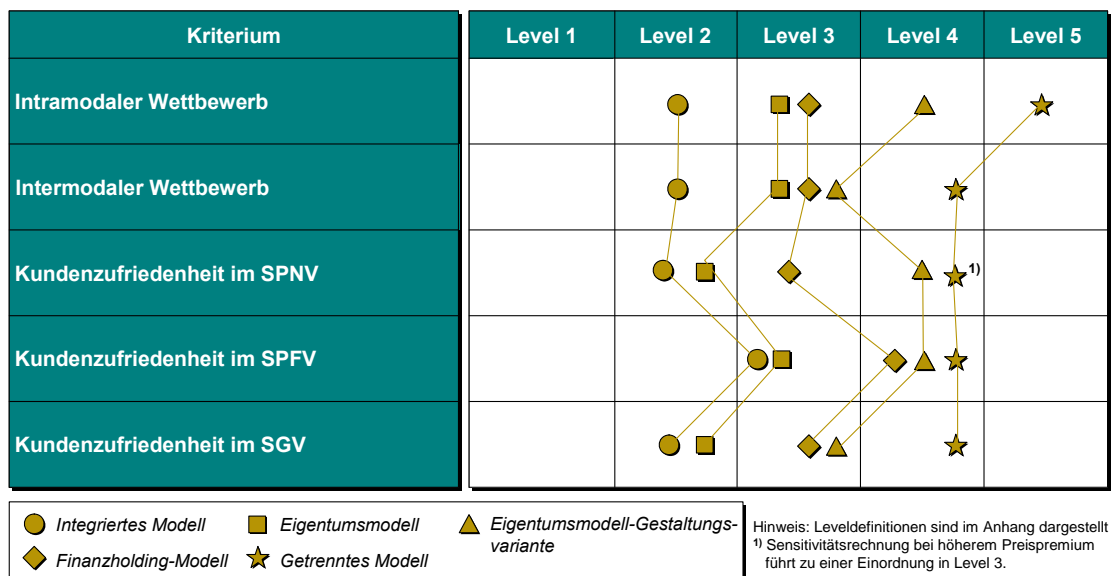 Kriterium
Level 1
Level 2
Level 3
Level 4
Level 5
Intramodaler Wettbewerb
Intermodaler Wettbewerb
Kundenzufriedenheit im SPNV
1)
Kundenzufriedenheit im SPFV
Kundenzufriedenheit im SGV
Integriertes Modell
Eigentumsmodell
Eigentumsmodell-Gestaltungs-
variante
Finanzholding-Modell
Getrenntes Modell
Hinweis: Leveldefinitionen sind im Anhang dargestellt
1) Sensitivitätsrechnung bei höherem Preispremium
führt zu einer Einordnung in Level 3.